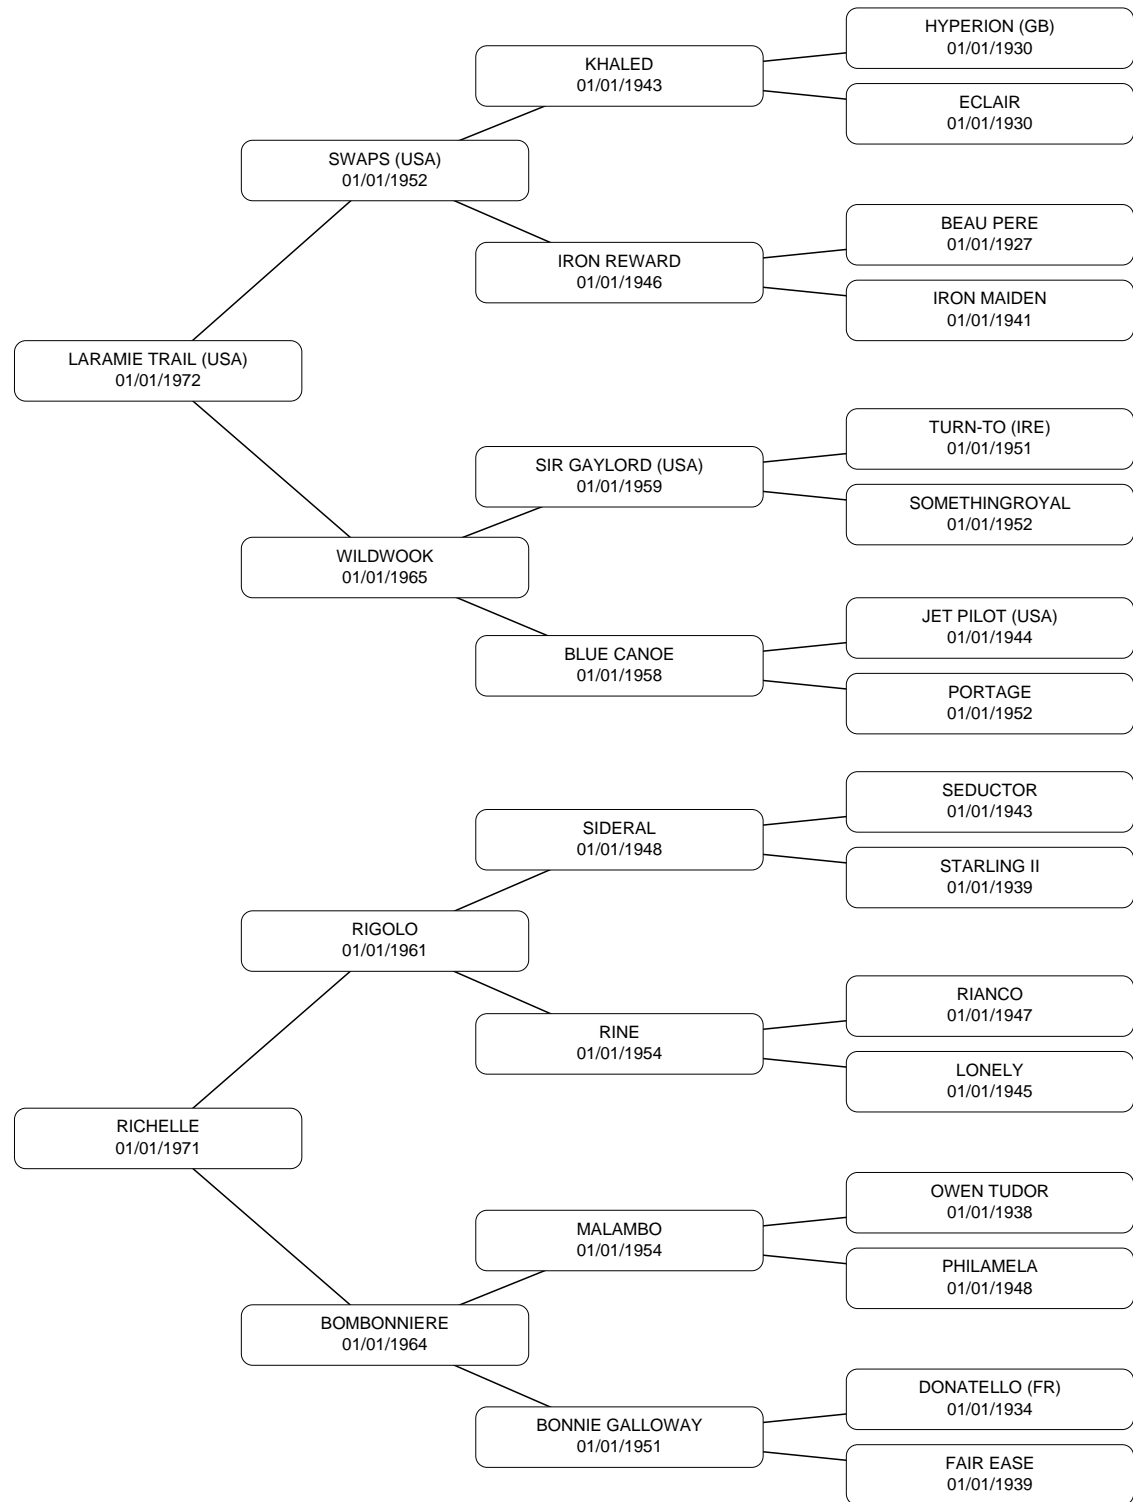 HYPERION (GB)
01/01/1930
KHALED
01/01/1943
ECLAIR
01/01/1930
SWAPS (USA)
01/01/1952
BEAU PERE
01/01/1927
IRON REWARD
01/01/1946
IRON MAIDEN
01/01/1941
LARAMIE TRAIL (USA)
01/01/1972
TURN-TO (IRE)
01/01/1951
SIR GAYLORD (USA)
01/01/1959
SOMETHINGROYAL
01/01/1952
WILDWOOK
01/01/1965
JET PILOT (USA)
01/01/1944
BLUE CANOE
01/01/1958
PORTAGE
01/01/1952
SEDUCTOR
01/01/1943
SIDERAL
01/01/1948
STARLING II
01/01/1939
RIGOLO
01/01/1961
RIANCO
01/01/1947
RINE
01/01/1954
LONELY
01/01/1945
RICHELLE
01/01/1971
OWEN TUDOR
01/01/1938
MALAMBO
01/01/1954
PHILAMELA
01/01/1948
BOMBONNIERE
01/01/1964
DONATELLO (FR)
01/01/1934
BONNIE GALLOWAY
01/01/1951
FAIR EASE
01/01/1939